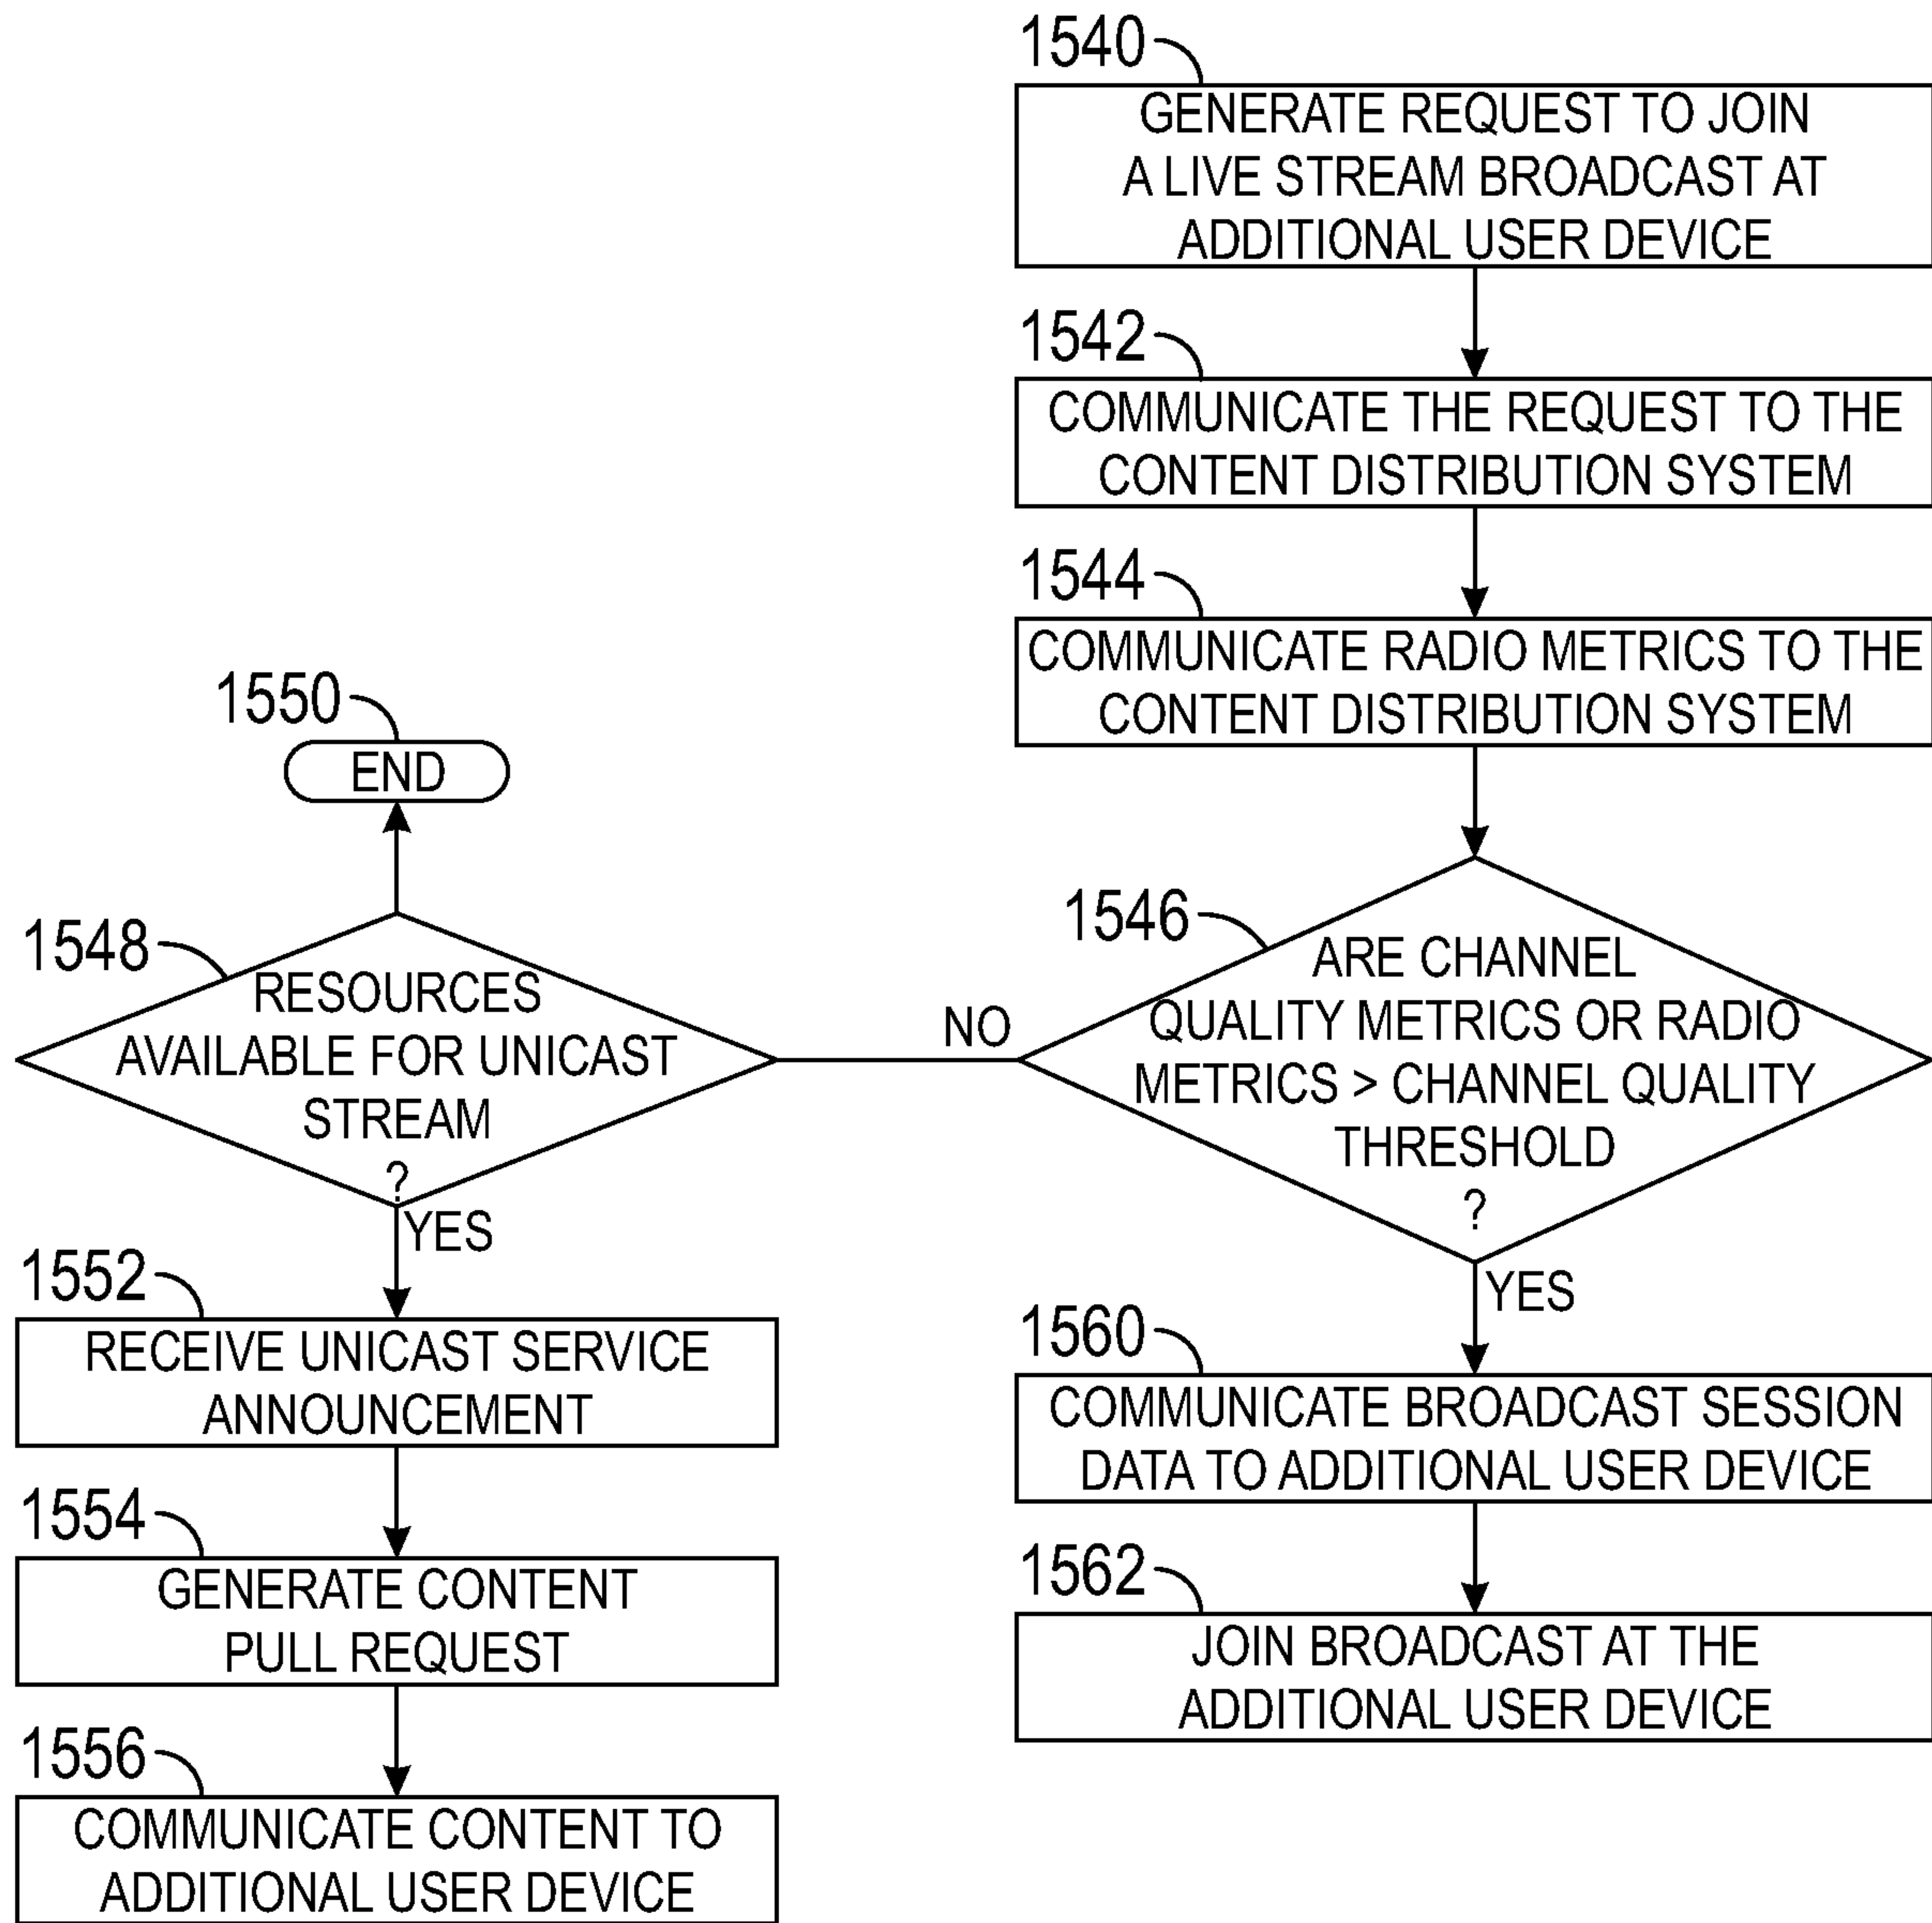 1540
GENERATE REQUEST TO JOIN
A LIVE STREAM BROADCAST AT
ADDITIONAL USER DEVICE
1542
COMMUNICATE THE REQUEST TO THE
CONTENT DISTRIBUTION SYSTEM
1544
COMMUNICATE RADIO METRICS TO THE
CONTENT DISTRIBUTION SYSTEM
1546
ARE CHANNEL
QUALITY METRICS OR RADIO
METRICS > CHANNEL QUALITY
THRESHOLD
?
NO
YES
1550
END
1548
RESOURCES
AVAILABLE FOR UNICAST
STREAM
?
YES
1552
RECEIVE UNICAST SERVICE
ANNOUNCEMENT
1554
GENERATE CONTENT
PULL REQUEST
1556
COMMUNICATE CONTENT TO
ADDITIONAL USER DEVICE
1560
COMMUNICATE BROADCAST SESSION
DATA TO ADDITIONAL USER DEVICE
1562
JOIN BROADCAST AT THE
ADDITIONAL USER DEVICE